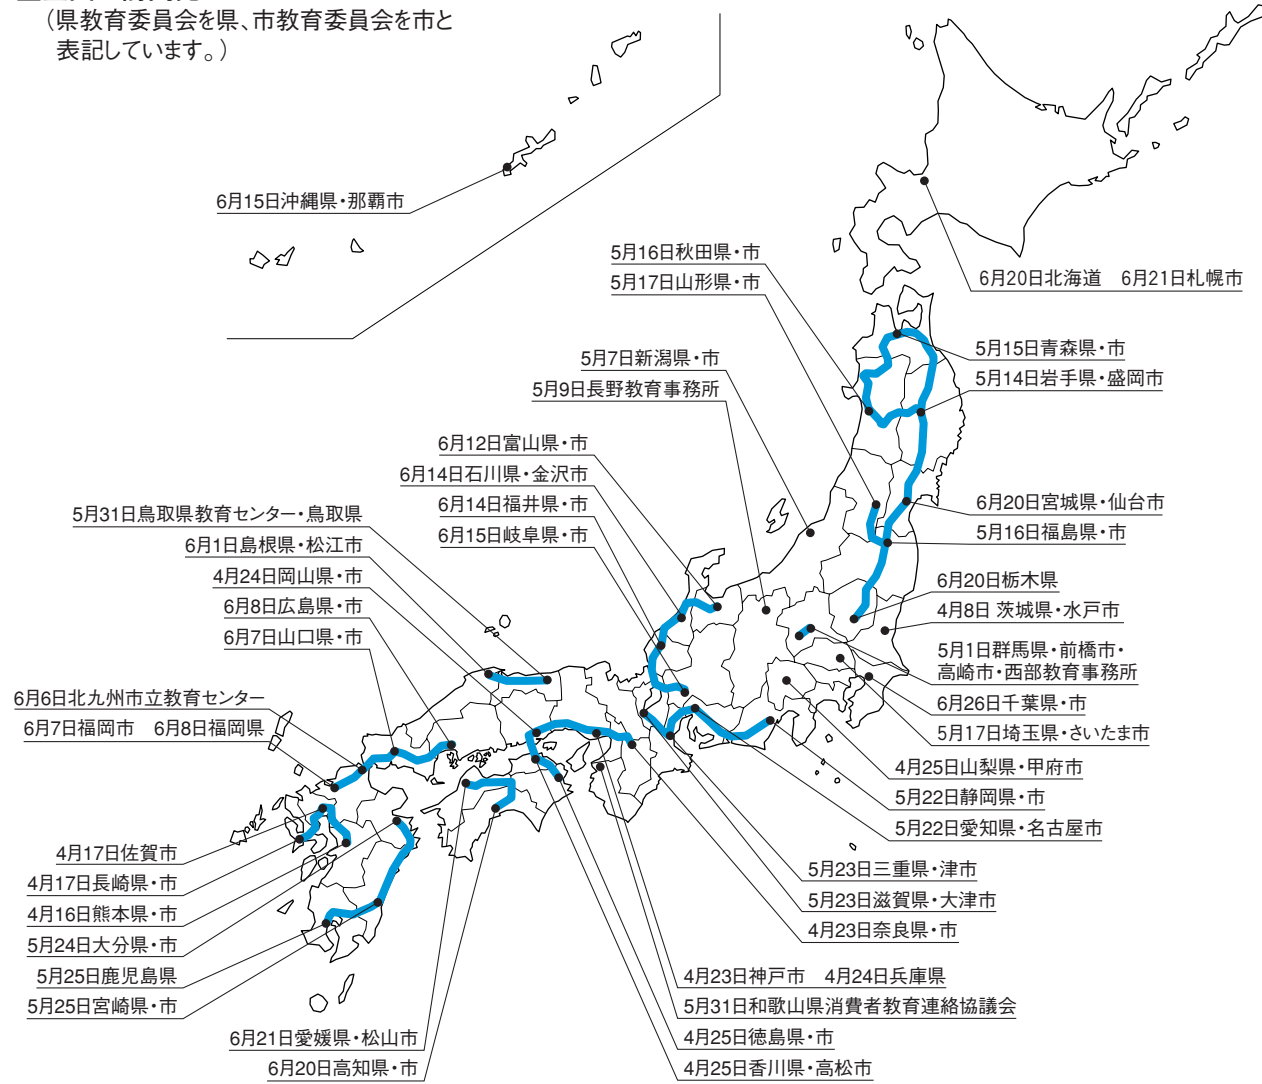 (県教育委員会を県、市教育委員会を市と
表記しています。)
6月15日沖縄県・那覇市
5月16日秋田県・市
5月17日山形県・市
6月20日北海道　6月21日札幌市
5月7日新潟県・市
5月9日長野教育事務所
5月15日青森県・市
5月14日岩手県・盛岡市
6月12日富山県・市
6月14日石川県・金沢市
6月14日福井県・市
6月15日岐阜県・市
5月31日鳥取県教育センター・鳥取県
6月1日島根県・松江市
4月24日岡山県・市
6月8日広島県・市
6月7日山口県・市
6月20日宮城県・仙台市
5月16日福島県・市
6月20日栃木県
4月8日 茨城県・水戸市
5月1日群馬県・前橋市・
高崎市・西部教育事務所
6月26日千葉県・市
5月17日埼玉県・さいたま市
4月25日山梨県・甲府市
5月22日静岡県・市
5月22日愛知県・名古屋市
6月6日北九州市立教育センター
6月7日福岡市　6月8日福岡県
4月17日佐賀市
4月17日長崎県・市
4月16日熊本県・市
5月24日大分県・市
5月25日鹿児島県
5月25日宮崎県・市
5月23日三重県・津市
5月23日滋賀県・大津市
4月23日奈良県・市
4月23日神戸市　4月24日兵庫県
5月31日和歌山県消費者教育連絡協議会
4月25日徳島県・市
4月25日香川県・高松市
6月21日愛媛県・松山市
6月20日高知県・市